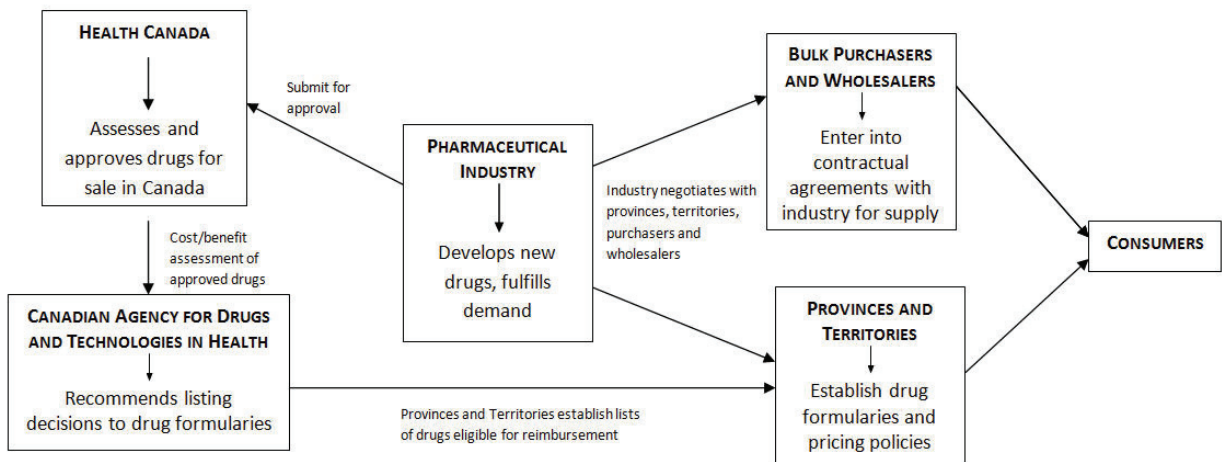 HEALTH CANADA
Assesses and
approves drugs for
sale in Canada
Submit for
approval
PHARMACEUTICAL
INDUSTRY
Develops new
drugs, fulfills
demand
BULK PURCHASERS
AND WHOLESALERS
Enter into
contractual
agreements with
industry for supply
Industry negotiates with
provinces, territories,
purchasers and
wholesalers
CONSUMERS
Cost/benefit
assessment of
approved drugs
CANADIAN AGENCY FOR DRUGS
AND TECHNOLOGIES IN HEALTH
Recommends listing
decisions to drug formularies
Provinces and Territories establish lists
of drugs eligible for reimbursement
PROVINCES AND
TERRITORIES
Establish drug
formularies and
pricing policies